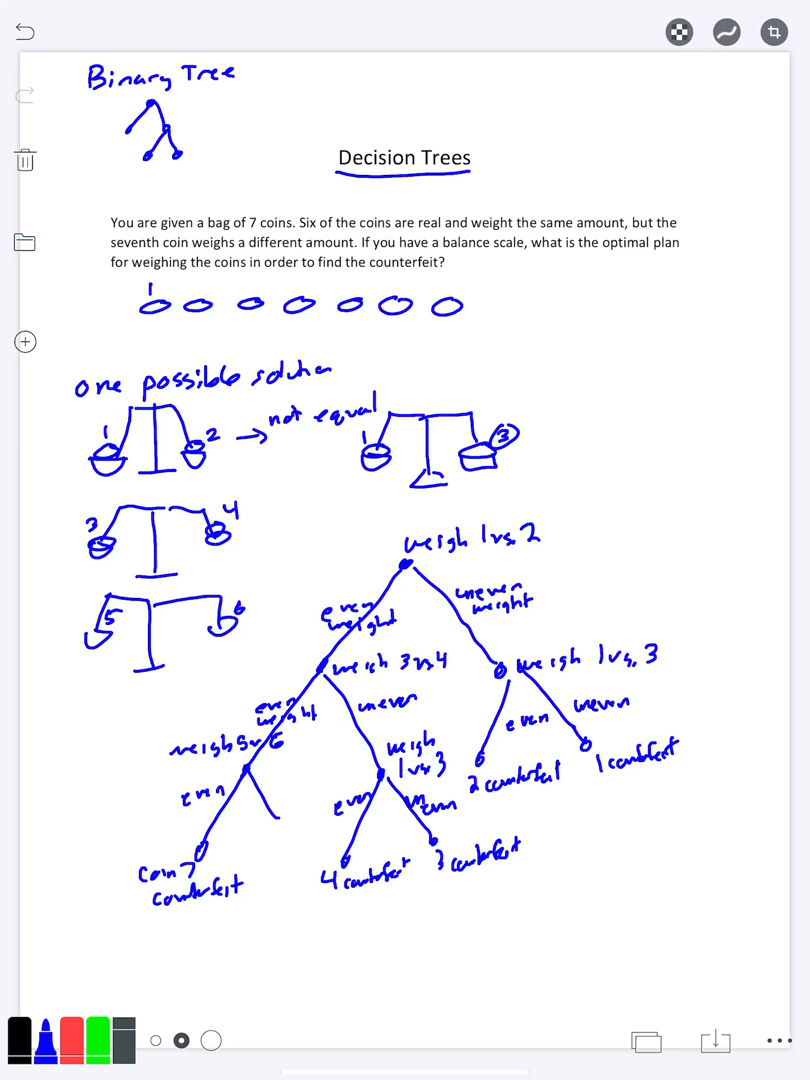 Binary Tree
Decision Trees
You are given a bag of 7 coins. Six of the coins are real and weight the same amount, but the
seventh coin weighs a different amount. If you have a balance scale, what is the optimal plan
for weighing the coins in order to find the counterfeit?
1
one possible solution
1 2 → not equal 1 3
3 4
weigh 1 vs. 2
even
weight
uneven
weight
5 6
weigh 3 vs 4
weigh 1 vs. 3
even
weight
uneven
even
uneven
weigh 5 vs 6
weigh
1 vs 3
2 counterfeit
1 counterfeit
even
even
uneven
coin 7
counterfeit
4 counterfeit
3 counterfeit